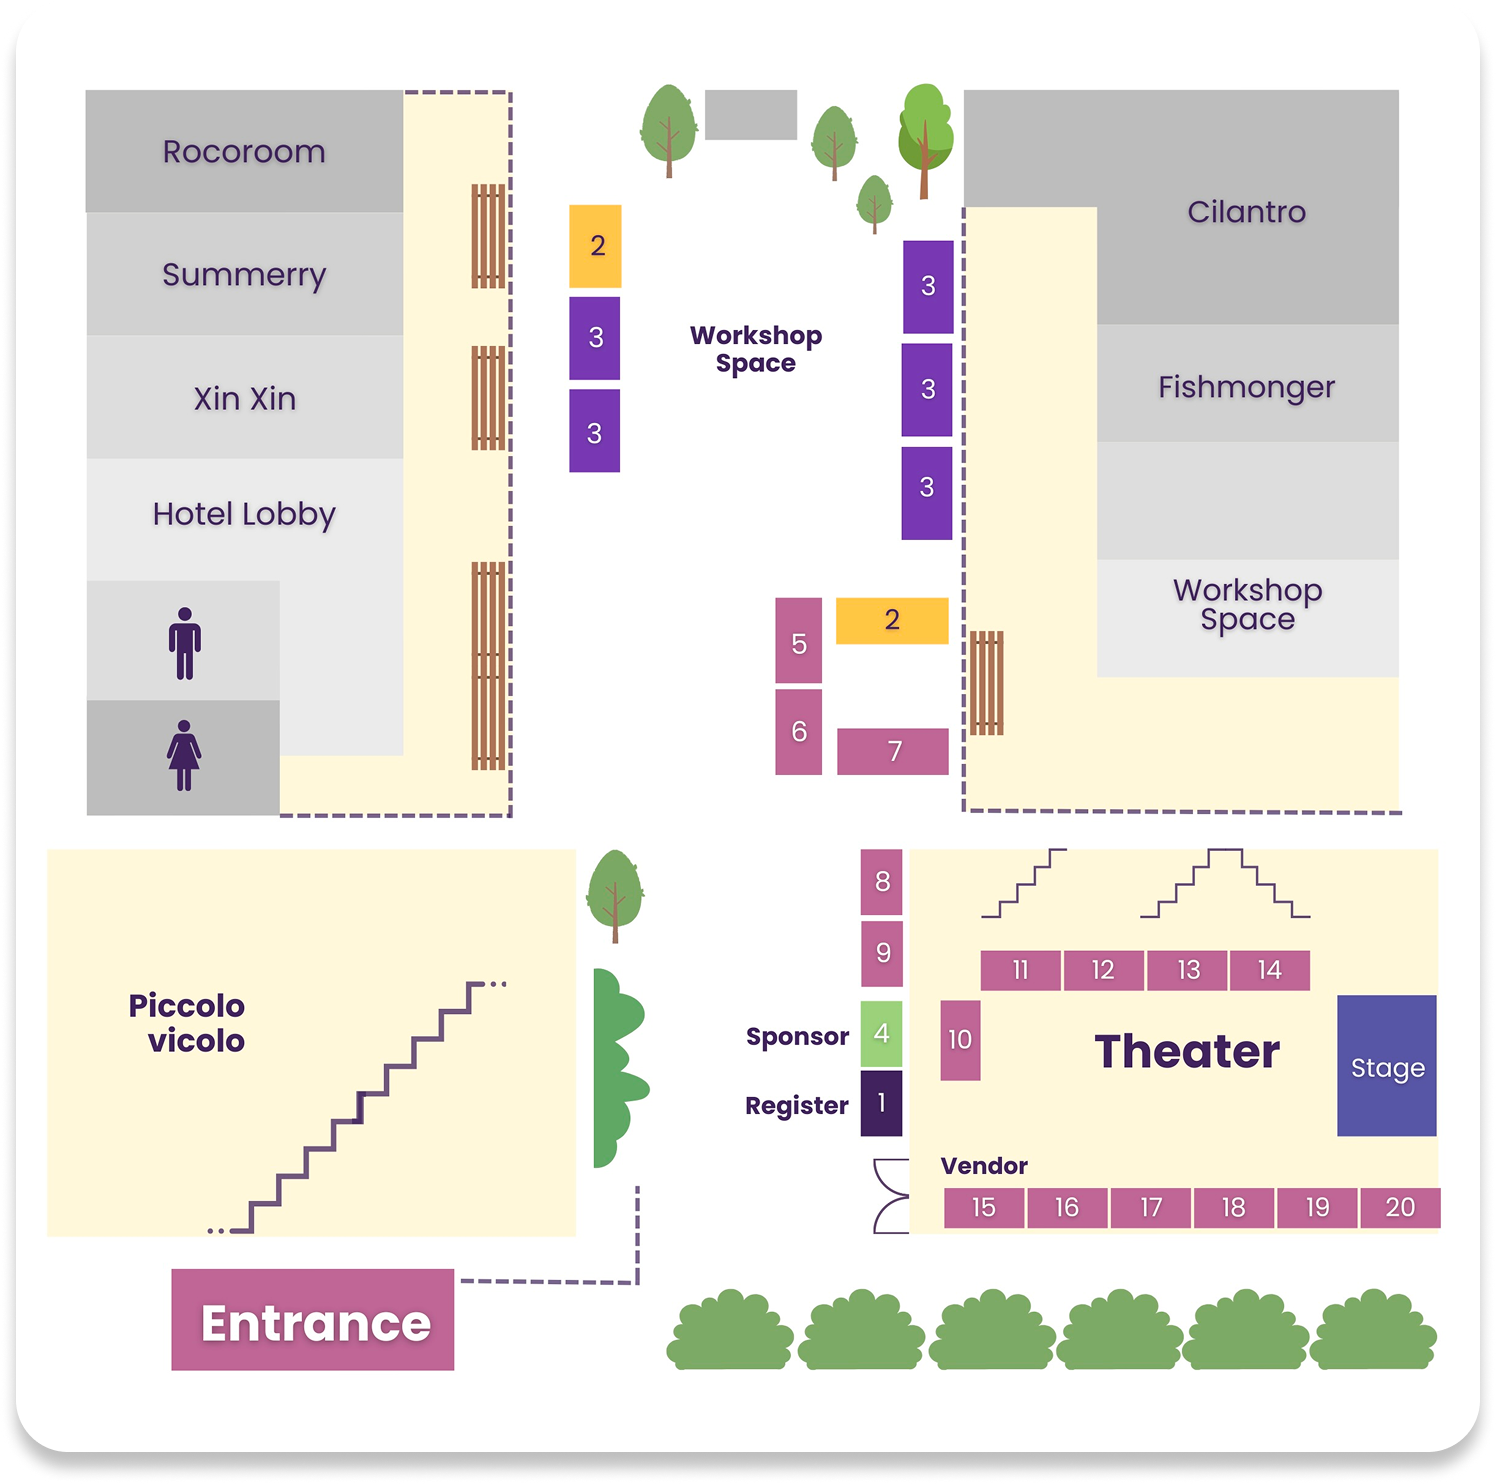 Rocoroom
Summerry
Xin Xin
Hotel Lobby
2
3
3
Workshop
Space
3
3
3
Cilantro
Fishmonger
Workshop
Space
5
2
6
7
Piccolo
vicolo
8
9
Sponsor
4
Register
1
11
12
13
14
10
Theater
Stage
Vendor
15
16
17
18
19
20
Entrance